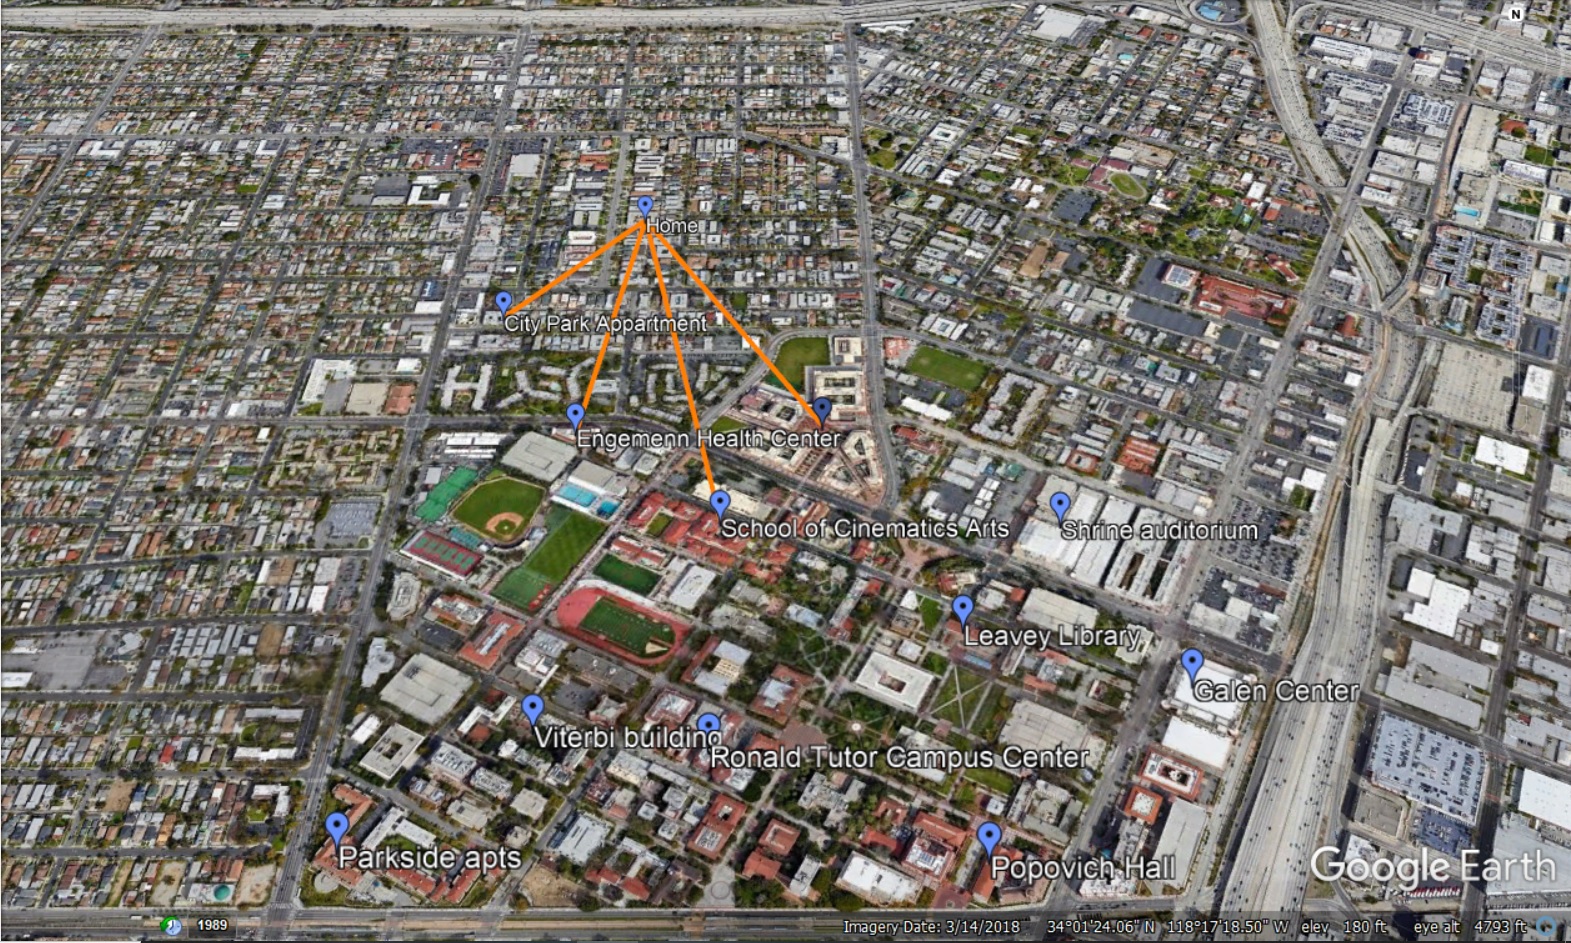 N
Home
City Park Appartment
Engemenn Health Center
School of Cinematics Arts
Shrine auditorium
Leavey Library
Galen Center
Viterbi building
Ronald Tutor Campus Center
Parkside apts
Popovich Hall
Google Earth
1989
Imagery Date: 3/14/2018 34°01'24.06" N 118°17'18.50" W elev 180 ft eye alt 4793 ft